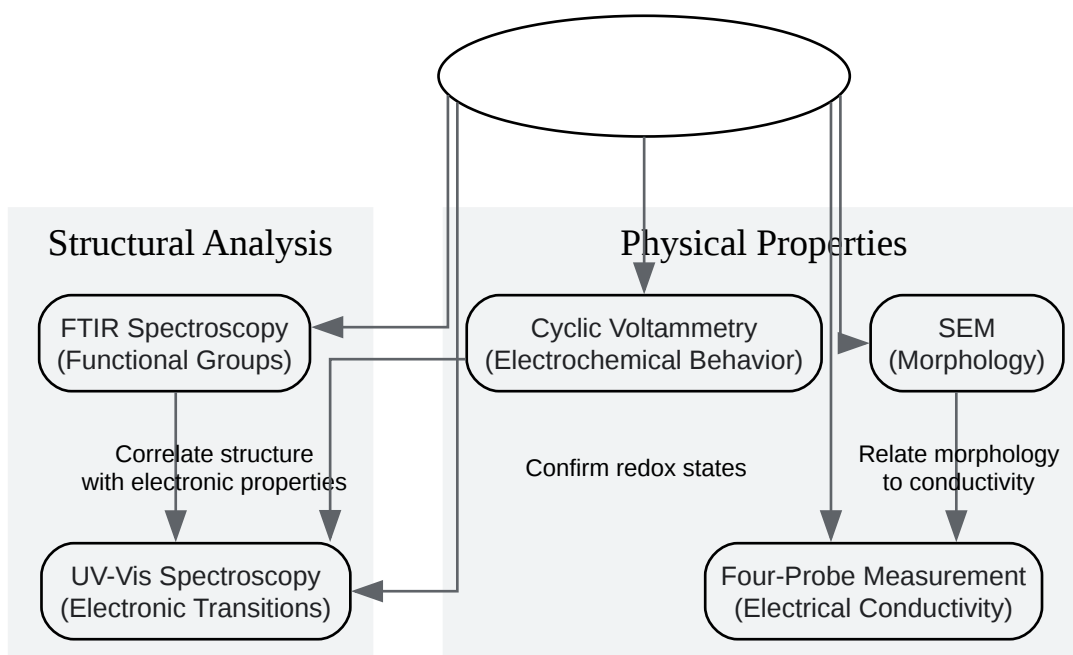 Structural Analysis
Physical Properties
FTIR Spectroscopy
(Functional Groups)
Cyclic Voltammetry
(Electrochemical Behavior)
SEM
(Morphology)
Correlate structure
with electronic properties
Confirm redox states
Relate morphology
to conductivity
UV-Vis Spectroscopy
(Electronic Transitions)
Four-Probe Measurement
(Electrical Conductivity)